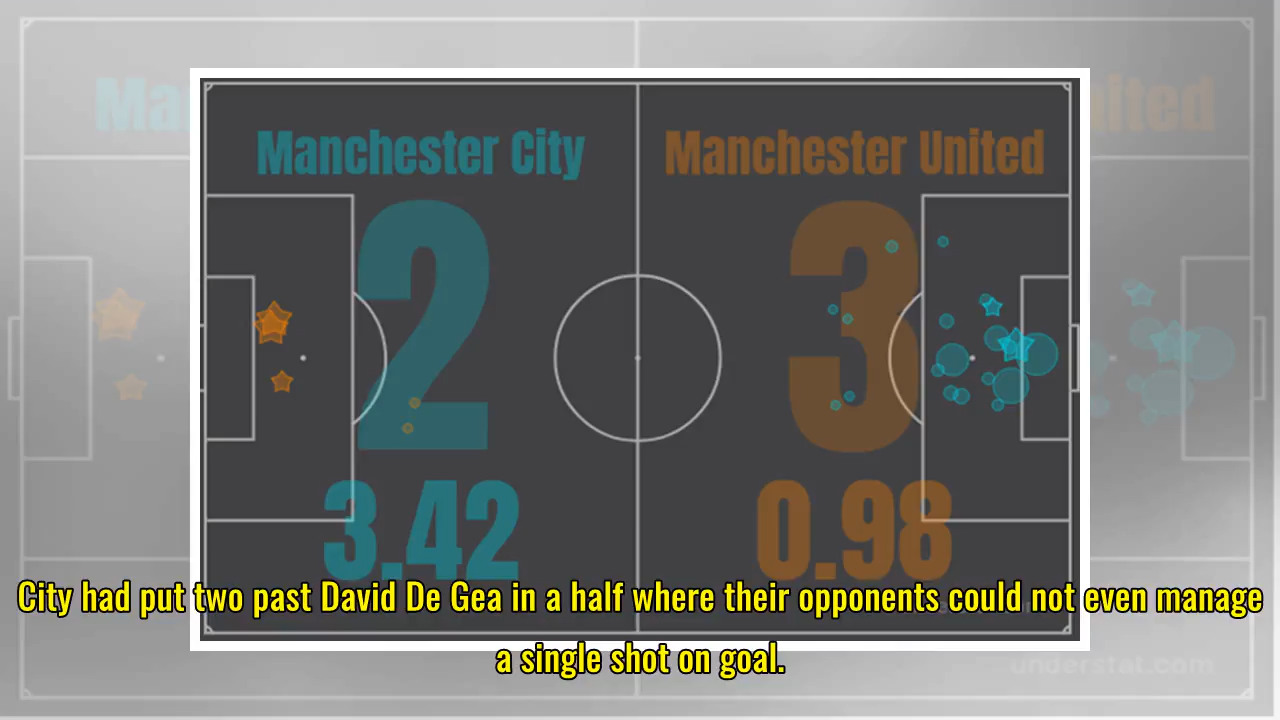 Manchester City
Manchester United
2
3
3.42
0.98
City had put two past David De Gea in a half where their opponents could not even manage
a single shot on goal.
understat.com